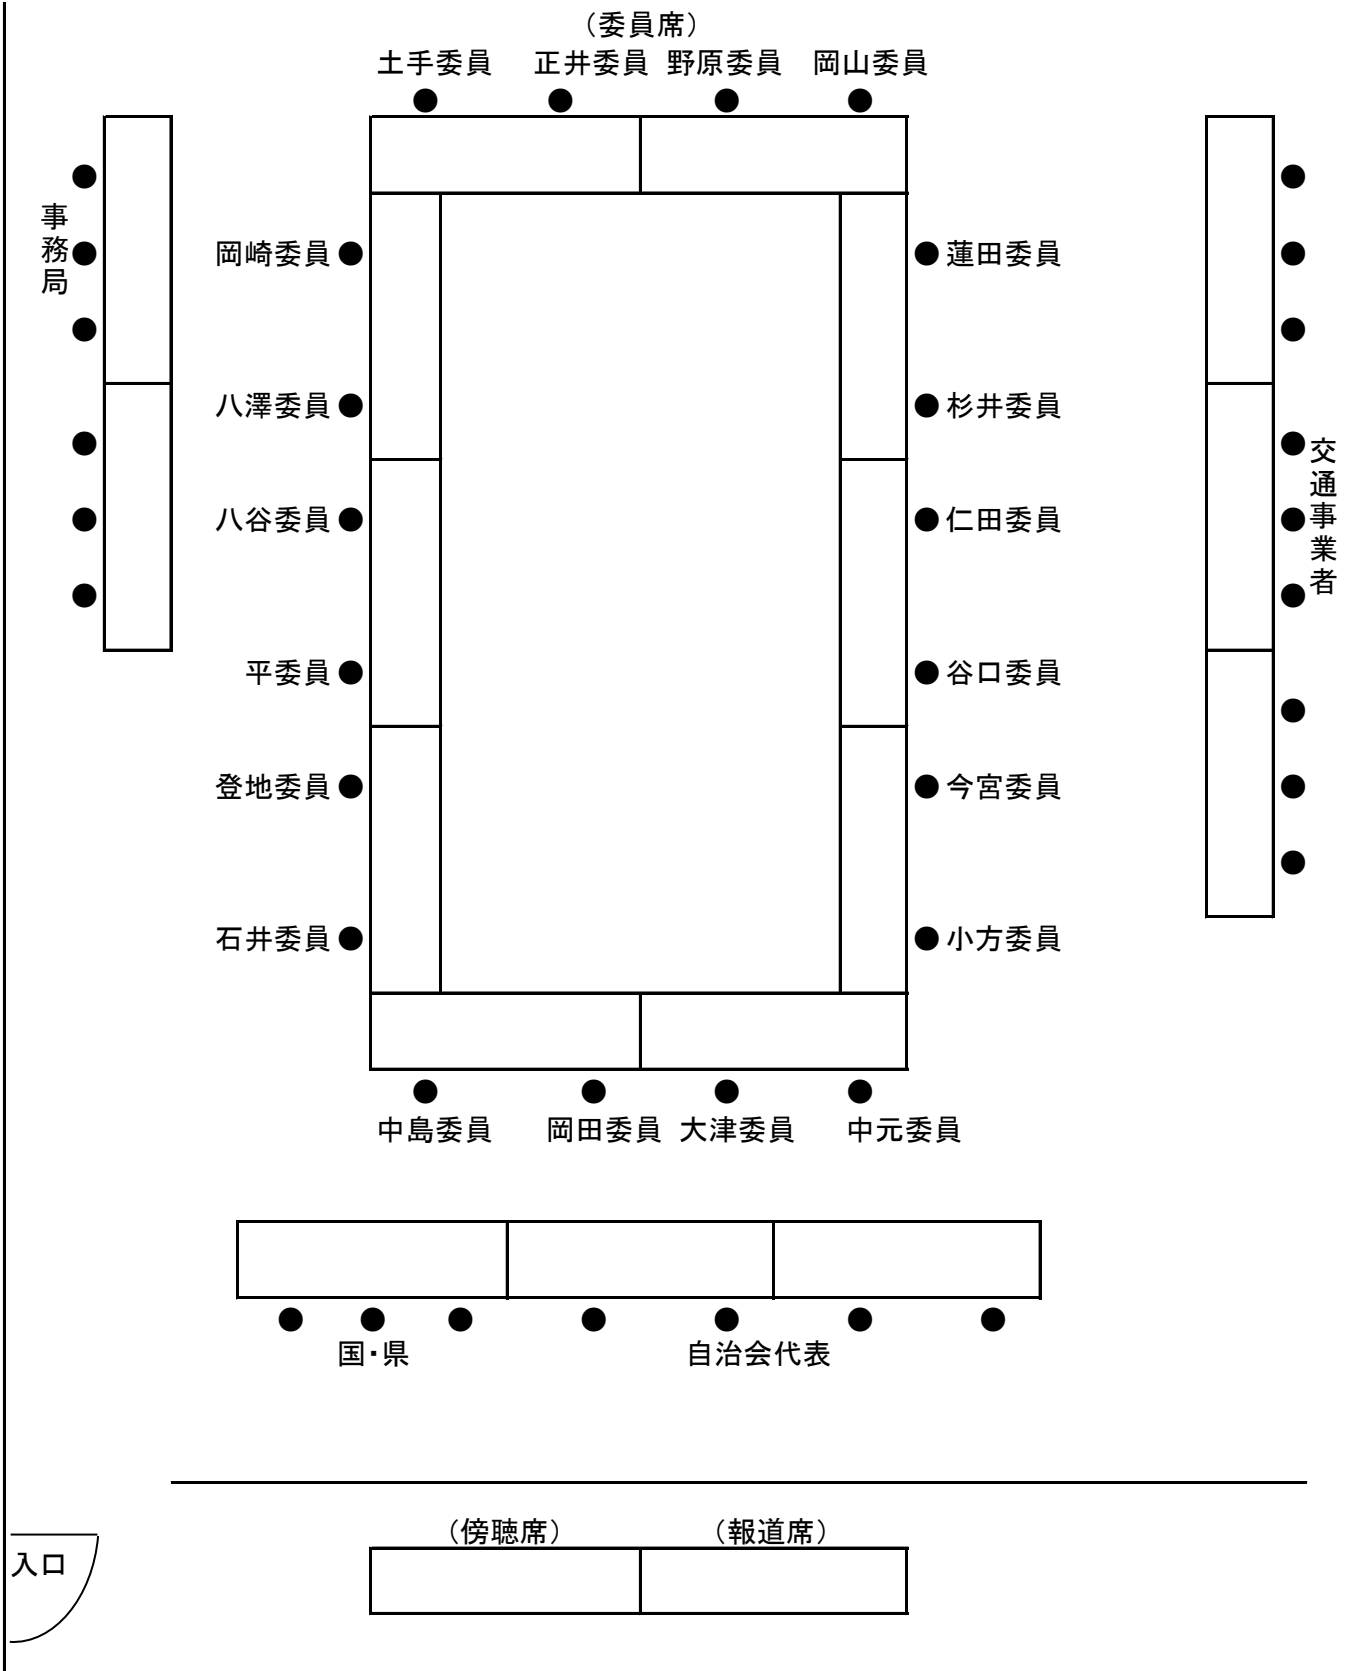 （委員席）
土手委員 正井委員 野原委員 岡山委員
事務局
岡崎委員 蓮田委員
八澤委員 杉井委員
交通事業者
八谷委員 仁田委員
平委員 谷口委員
登地委員 今宮委員
石井委員 小方委員
中島委員 岡田委員 大津委員 中元委員
国・県 自治会代表
（傍聴席） （報道席）
入口